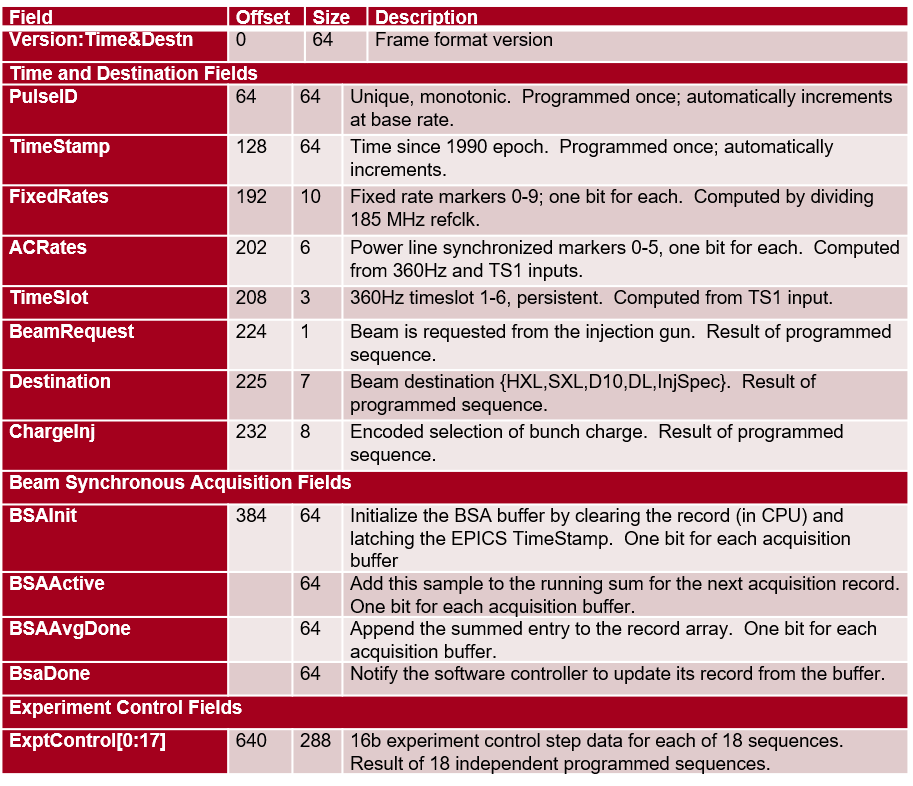 Field Offset Size Description
Version:Time&Destn 0 64 Frame format version
Time and Destination Fields
PulseID 64 64 Unique, monotonic. Programmed once; automatically increments
at base rate.
TimeStamp 128 64 Time since 1990 epoch. Programmed once; automatically
increments.
FixedRates 192 10 Fixed rate markers 0-9; one bit for each. Computed by dividing
185 MHz refclk.
ACRates 202 6 Power line synchronized markers 0-5, one bit for each. Computed
from 360Hz and TS1 inputs.
TimeSlot 208 3 360Hz timeslot 1-6, persistent. Computed from TS1 input.
BeamRequest 224 1 Beam is requested from the injection gun. Result of programmed
sequence.
Destination 225 7 Beam destination {HXL,SXL,D10,DL,InjSpec}. Result of
programmed sequence.
ChargeInj 232 8 Encoded selection of bunch charge. Result of programmed
sequence.
Beam Synchronous Acquisition Fields
BSAInit 384 64 Initialize the BSA buffer by clearing the record (in CPU) and
latching the EPICS TimeStamp. One bit for each acquisition
buffer
BSAActive 64 Add this sample to the running sum for the next acquisition record.
One bit for each acquisition buffer.
BSAAvgDone 64 Append the summed entry to the record array. One bit for each
acquisition buffer.
BsaDone 64 Notify the software controller to update its record from the buffer.
Experiment Control Fields
ExptControl[0:17] 640 288 16b experiment control step data for each of 18 sequences.
Result of 18 independent programmed sequences.